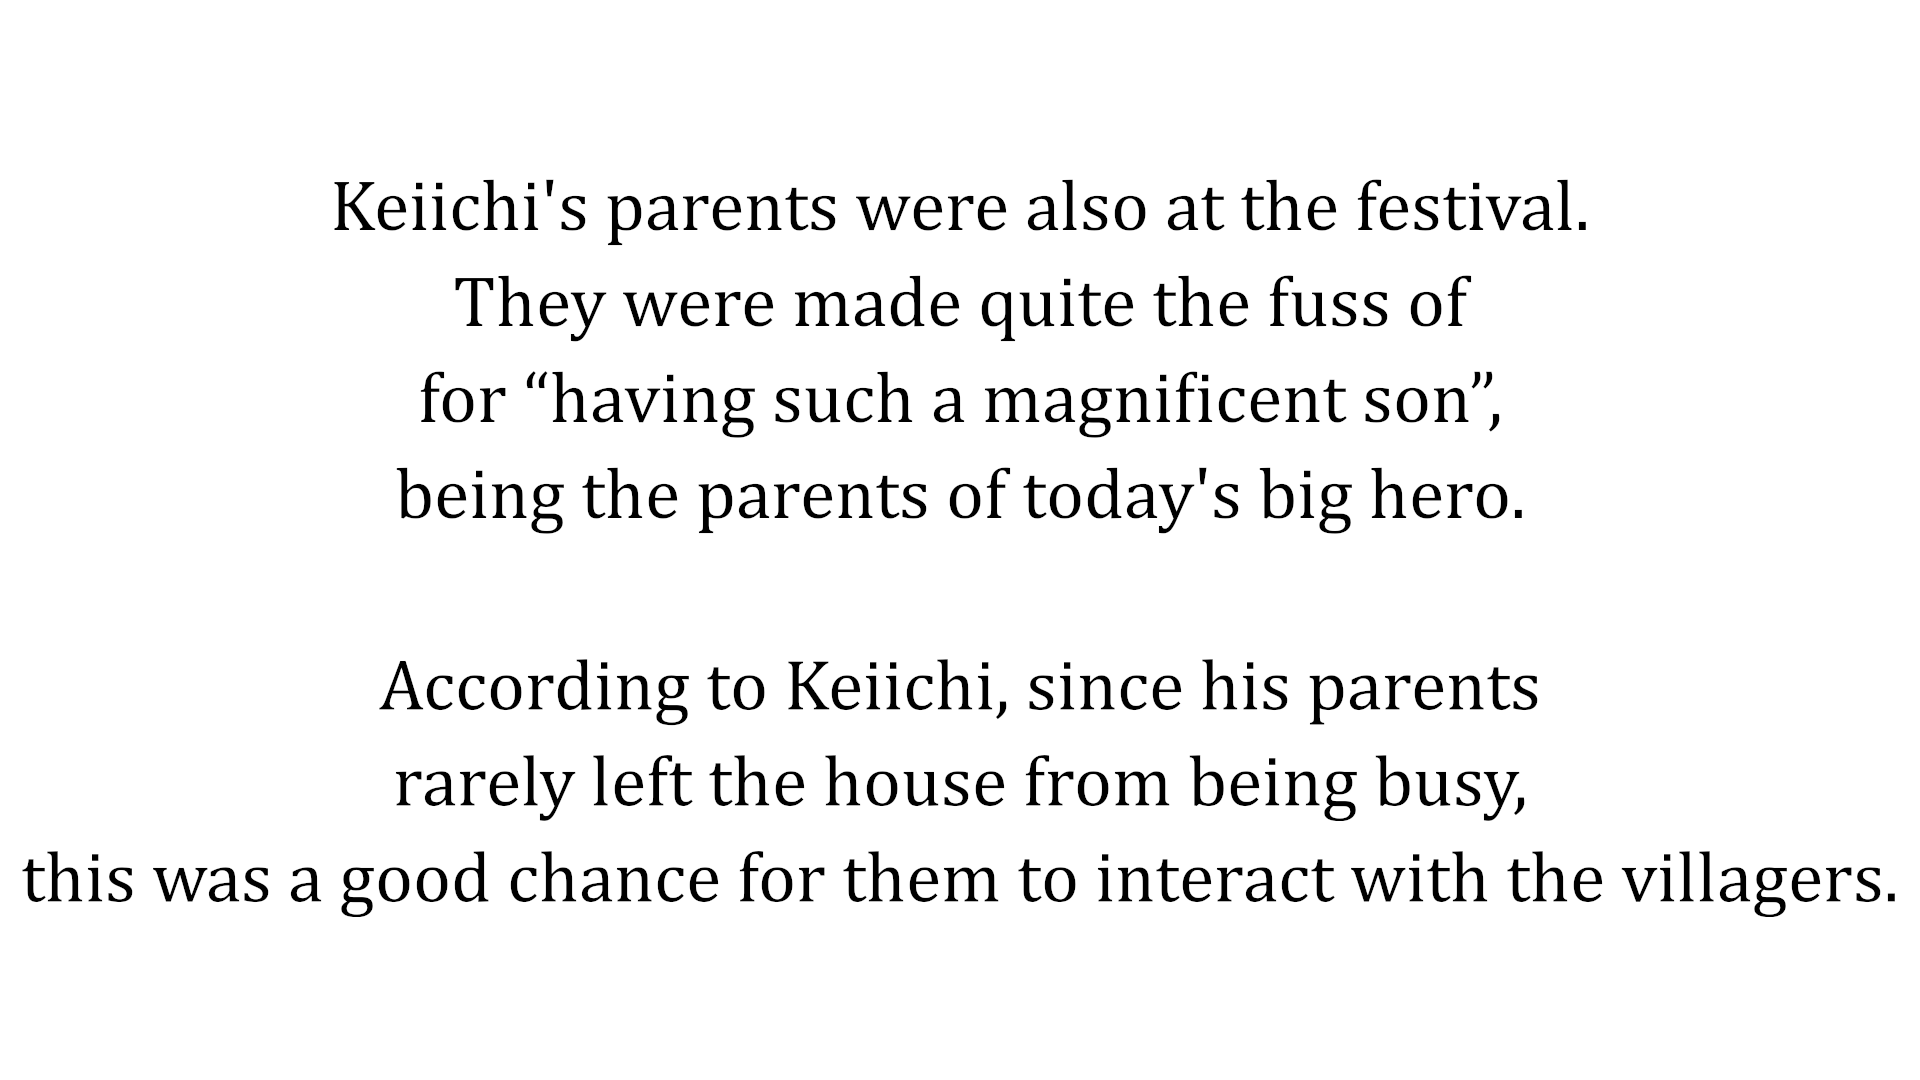 Keiichi's parents were also at the festival.
They were made quite the fuss of
for “having such a magnificent son”,
being the parents of today's big hero.
According to Keiichi, since his parents
rarely left the house from being busy,
this was a good chance for them to interact with the villagers.